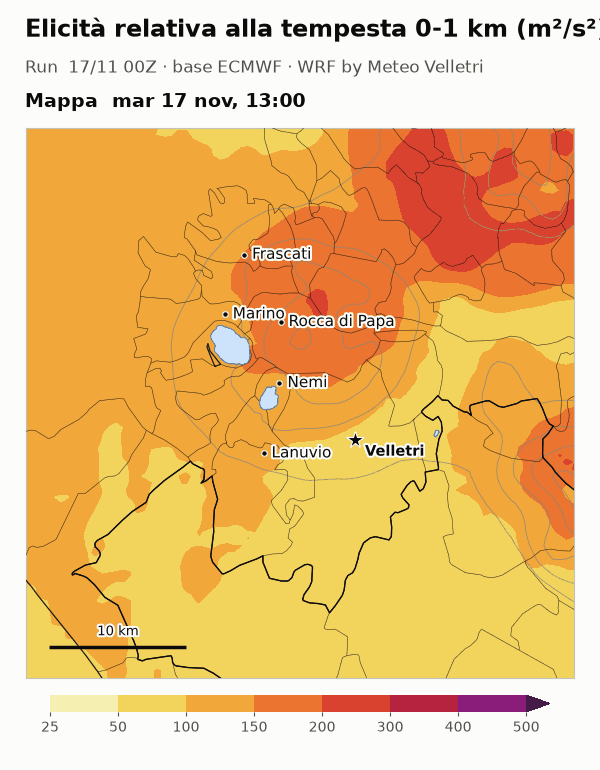 Elicità relativa alla tempesta 0-1 km (m²/s²)
Run 17/11 00Z · base ECMWF · WRF by Meteo Velletri
Mappa mar 17 nov, 13:00
Frascati
Marino
Rocca di Papa
Nemi
Velletri
Lanuvio
10 km
25 50 100 150 200 300 400 500